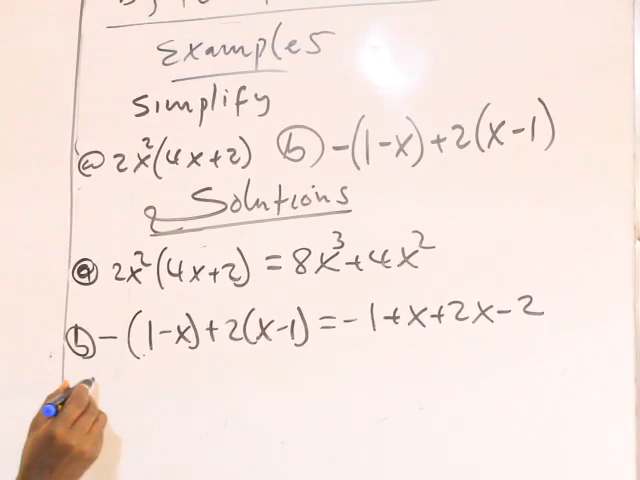 Examples
Simplify
ⓐ 2x²(4x+2) ⓑ -(1-x)+2(x-1)
Solutions
ⓐ 2x²(4x+2) = 8x³+4x²
ⓑ -(1-x)+2(x-1) = -1+x+2x-2